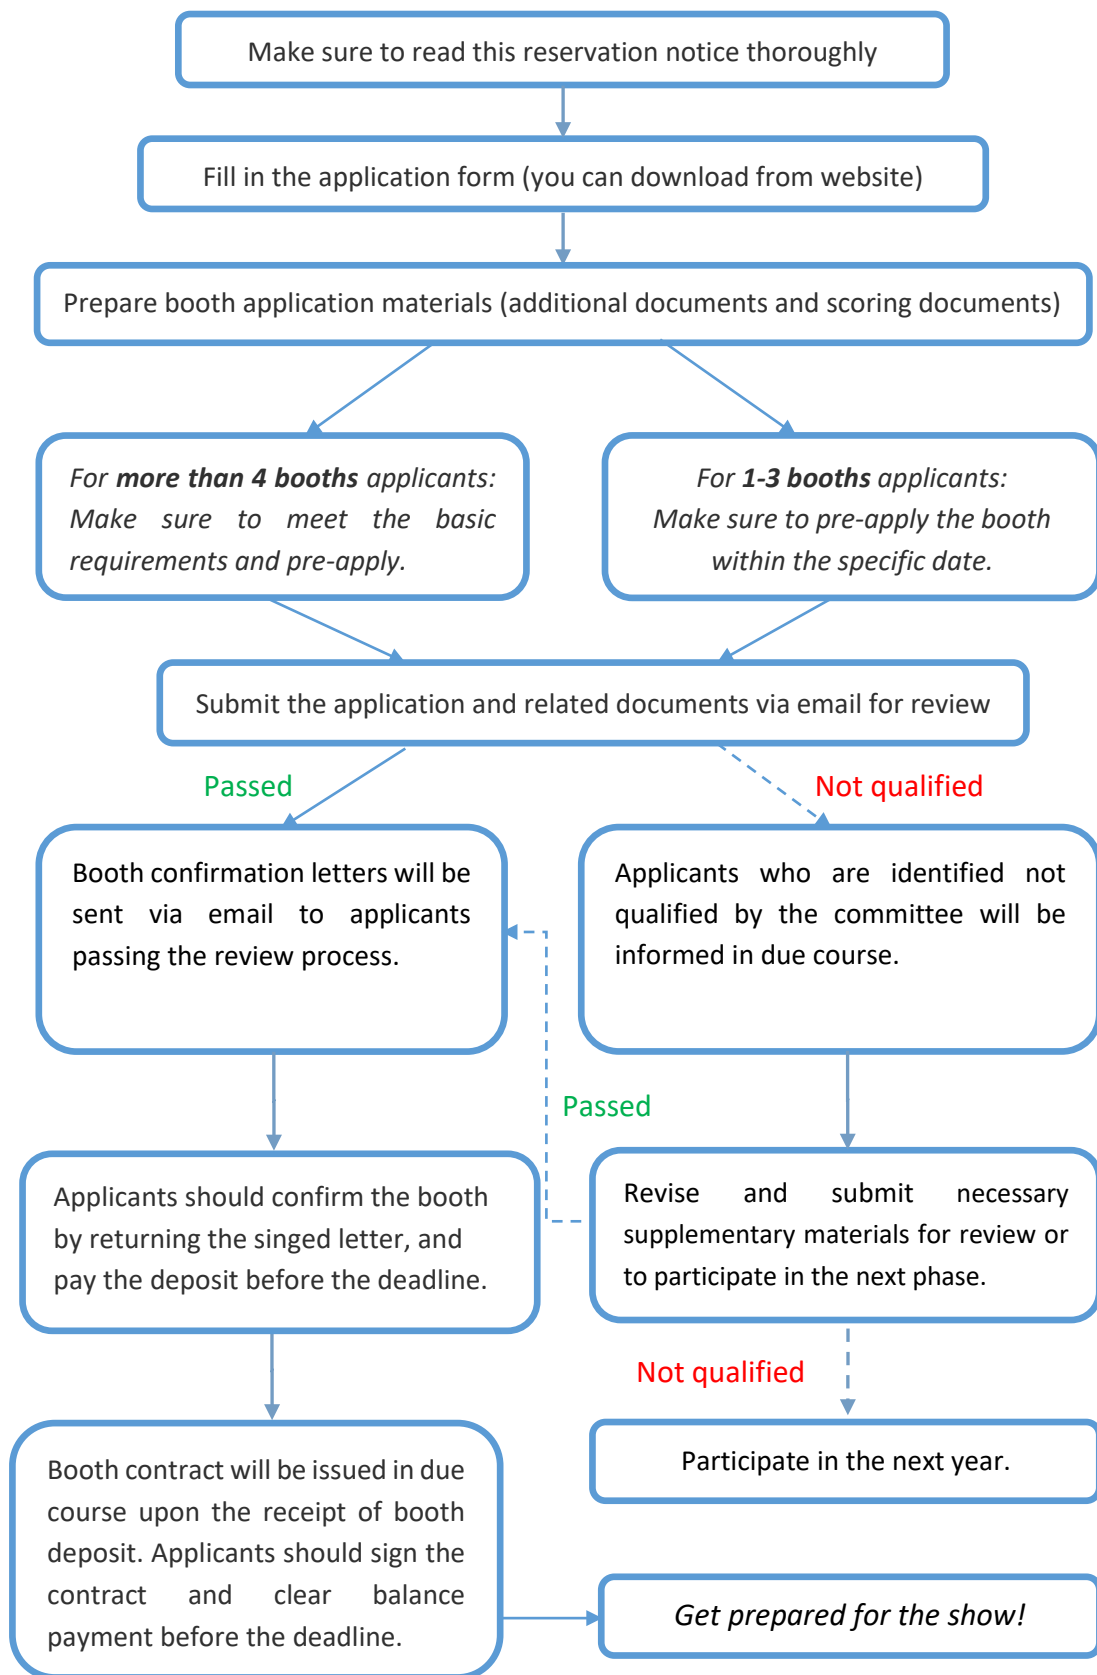 Make sure to read this reservation notice thoroughly
Fill in the application form (you can download from website)
Prepare booth application materials (additional documents and scoring documents)
For more than 4 booths applicants:
Make sure to meet the basic
requirements and pre-apply.
For 1-3 booths applicants:
Make sure to pre-apply the booth
within the specific date.
Submit the application and related documents via email for review
Passed
Not qualified
Booth confirmation letters will be
sent via email to applicants
passing the review process.
Applicants who are identified not
qualified by the committee will be
informed in due course.
Passed
Applicants should confirm the booth
by returning the singed letter, and
pay the deposit before the deadline.
Revise and submit necessary
supplementary materials for review or
to participate in the next phase.
Not qualified
Participate in the next year.
Booth contract will be issued in due
course upon the receipt of booth
deposit. Applicants should sign the
contract and clear balance
payment before the deadline.
Get prepared for the show!